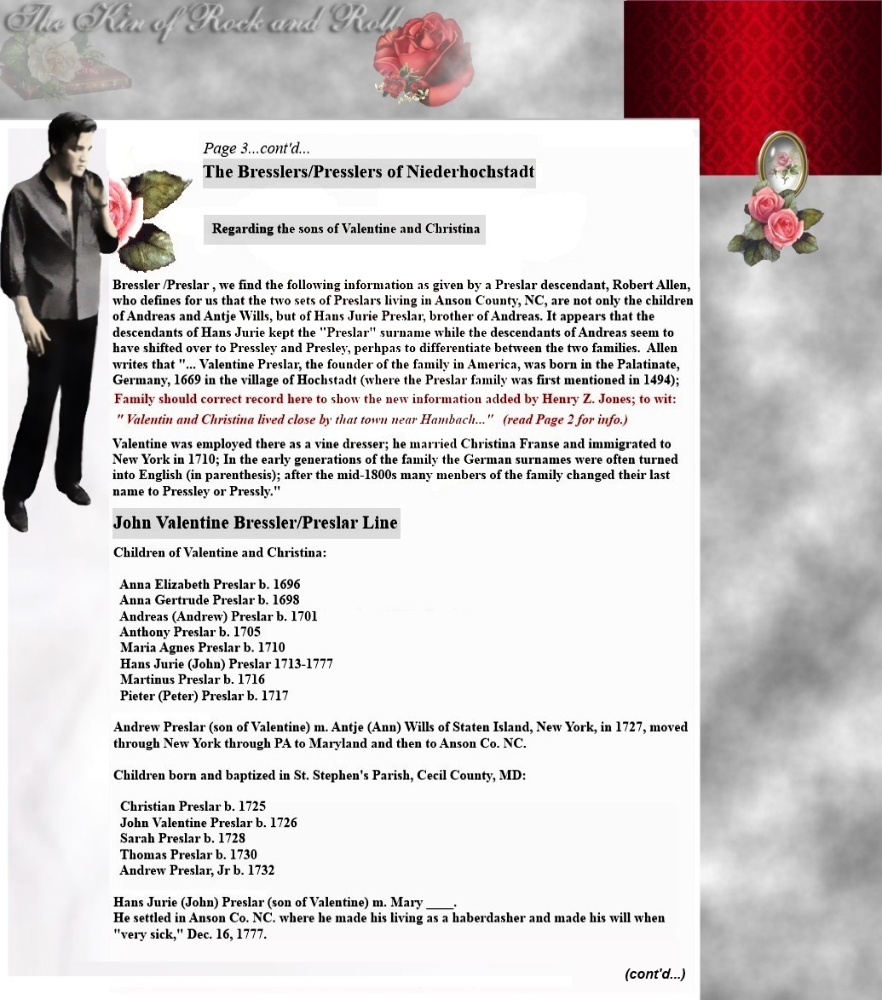 The Kin of Rock and Roll
Page 3...cont'd...
The Bresslers/Presslers of Niederhochstadt
Regarding the sons of Valentine and Christina
Bressler /Preslar , we find the following information as given by a Preslar descendant, Robert Allen,
who defines for us that the two sets of Preslars living in Anson County, NC, are not only the children
of Andreas and Antje Wills, but of Hans Jurie Preslar, brother of Andreas. It appears that the
descendants of Hans Jurie kept the "Preslar" surname while the descendants of Andreas seem to
have shifted over to Pressley and Presley, perhpas to differentiate between the two families. Allen
writes that "... Valentine Preslar, the founder of the family in America, was born in the Palatinate,
Germany, 1669 in the village of Hochstadt (where the Preslar family was first mentioned in 1494);
Family should correct record here to show the new information added by Henry Z. Jones; to wit:
" Valentin and Christina lived close by that town near Hambach..." (read Page 2 for info.)
Valentine was employed there as a vine dresser; he married Christina Franse and immigrated to
New York in 1710; In the early generations of the family the German surnames were often turned
into English (in parenthesis); after the mid-1800s many menbers of the family changed their last
name to Pressley or Pressly."
John Valentine Bressler/Preslar Line
Children of Valentine and Christina:
Anna Elizabeth Preslar b. 1696
Anna Gertrude Preslar b. 1698
Andreas (Andrew) Preslar b. 1701
Anthony Preslar b. 1705
Maria Agnes Preslar b. 1710
Hans Jurie (John) Preslar 1713-1777
Martinus Preslar b. 1716
Pieter (Peter) Preslar b. 1717
Andrew Preslar (son of Valentine) m. Antje (Ann) Wills of Staten Island, New York, in 1727, moved
through New York through PA to Maryland and then to Anson Co. NC.
Children born and baptized in St. Stephen's Parish, Cecil County, MD:
Christian Preslar b. 1725
John Valentine Preslar b. 1726
Sarah Preslar b. 1728
Thomas Preslar b. 1730
Andrew Preslar, Jr b. 1732
Hans Jurie (John) Preslar (son of Valentine) m. Mary ____.
He settled in Anson Co. NC. where he made his living as a haberdasher and made his will when
"very sick," Dec. 16, 1777.
(cont'd...)